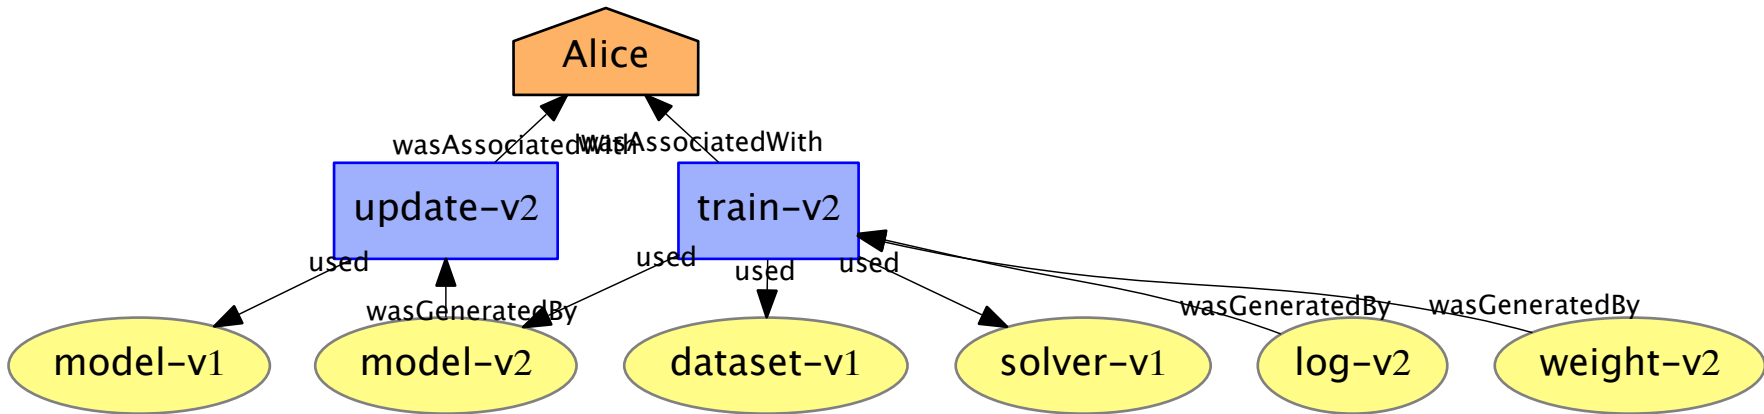 Alice
wasAssociatedWith
wasAssociatedWith
update-v2
train-v2
used
used
used
used
wasGeneratedBy
wasGeneratedBy
wasGeneratedBy
model-v1
model-v2
dataset-v1
solver-v1
log-v2
weight-v2